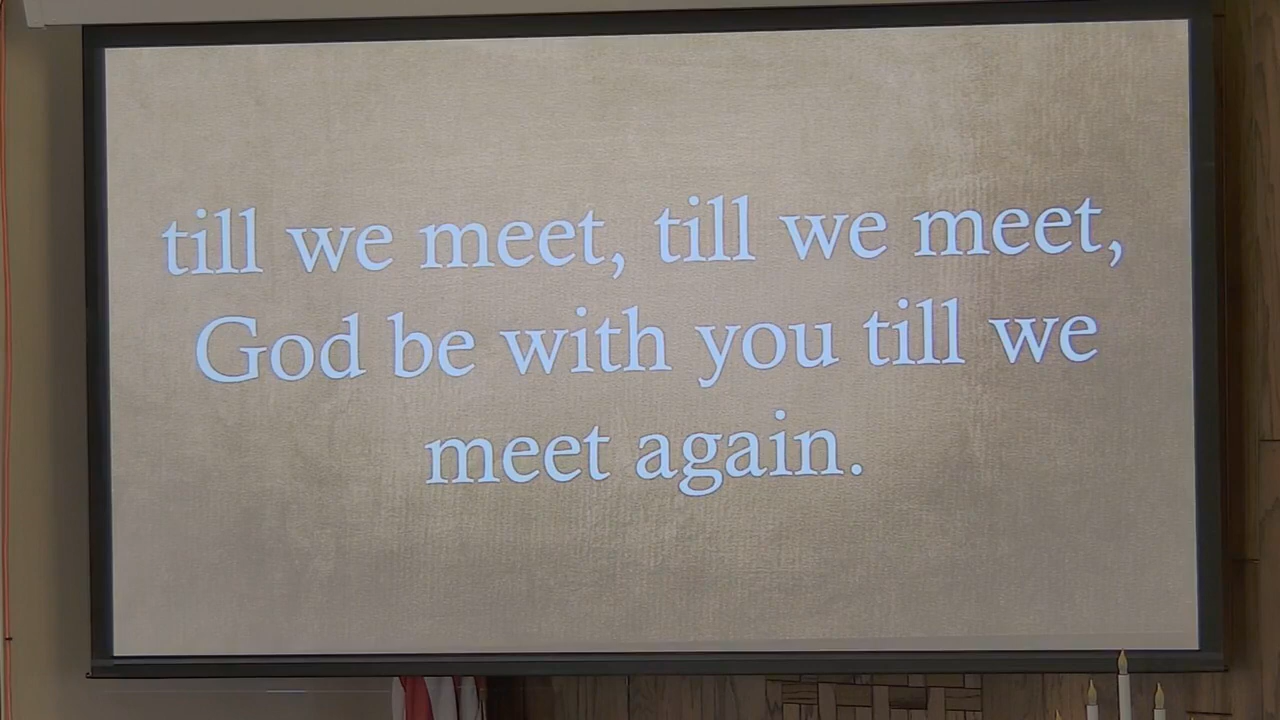 till we meet, till we meet,
God be with you till we
meet again.